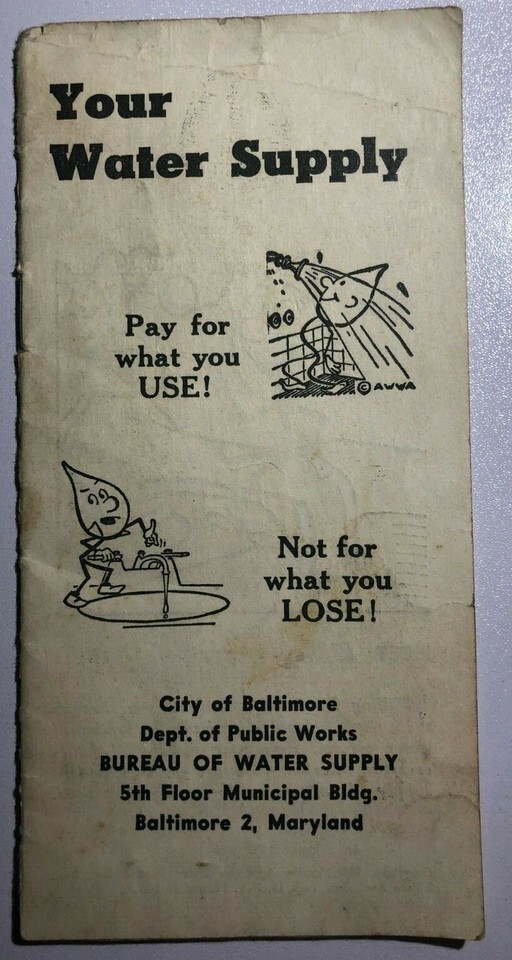 Your
Water Supply
Pay for
what you
USE!
©AWWA
Not for
what you
LOSE!
City of Baltimore
Dept. of Public Works
BUREAU OF WATER SUPPLY
5th Floor Municipal Bldg.
Baltimore 2, Maryland